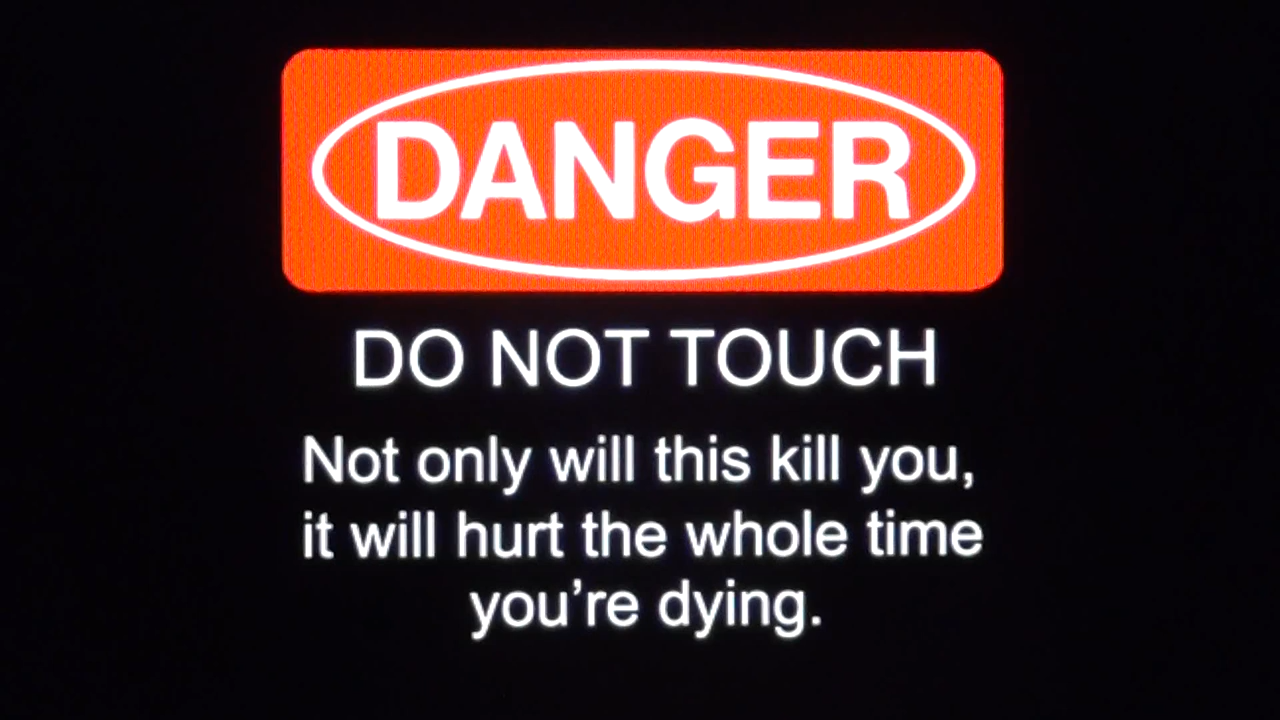 DANGER
DO NOT TOUCH
Not only will this kill you,
it will hurt the whole time
you’re dying.